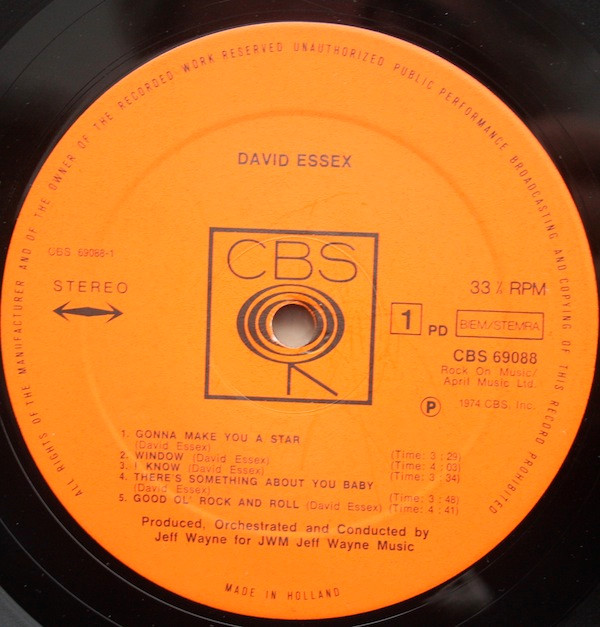 ALL RIGHTS OF THE MANUFACTURER AND OF THE OWNER OF THE RECORDED WORK RESERVED UNAUTHORIZED PUBLIC PERFORMANCE BROADCASTING AND COPYING OF THIS RECORD PROHIBITED
DAVID ESSEX
CBS
CBS 69088-1
STEREO
33⅓ RPM
1 PD BIEM/STEMRA
CBS 69088
Rock On Music/
April Music Ltd.
℗ 1974 CBS, Inc.
1. GONNA MAKE YOU A STAR
(David Essex) (Time: 3 : 29)
2. WINDOW (David Essex) (Time: 4 : 03)
3. I KNOW (David Essex) (Time: 3 : 34)
4. THERE'S SOMETHING ABOUT YOU BABY
(David Essex) (Time: 3 : 48)
5. GOOD OL' ROCK AND ROLL (David Essex) (Time: 4 : 41)
Produced, Orchestrated and Conducted by
Jeff Wayne for JWM Jeff Wayne Music
MADE IN HOLLAND